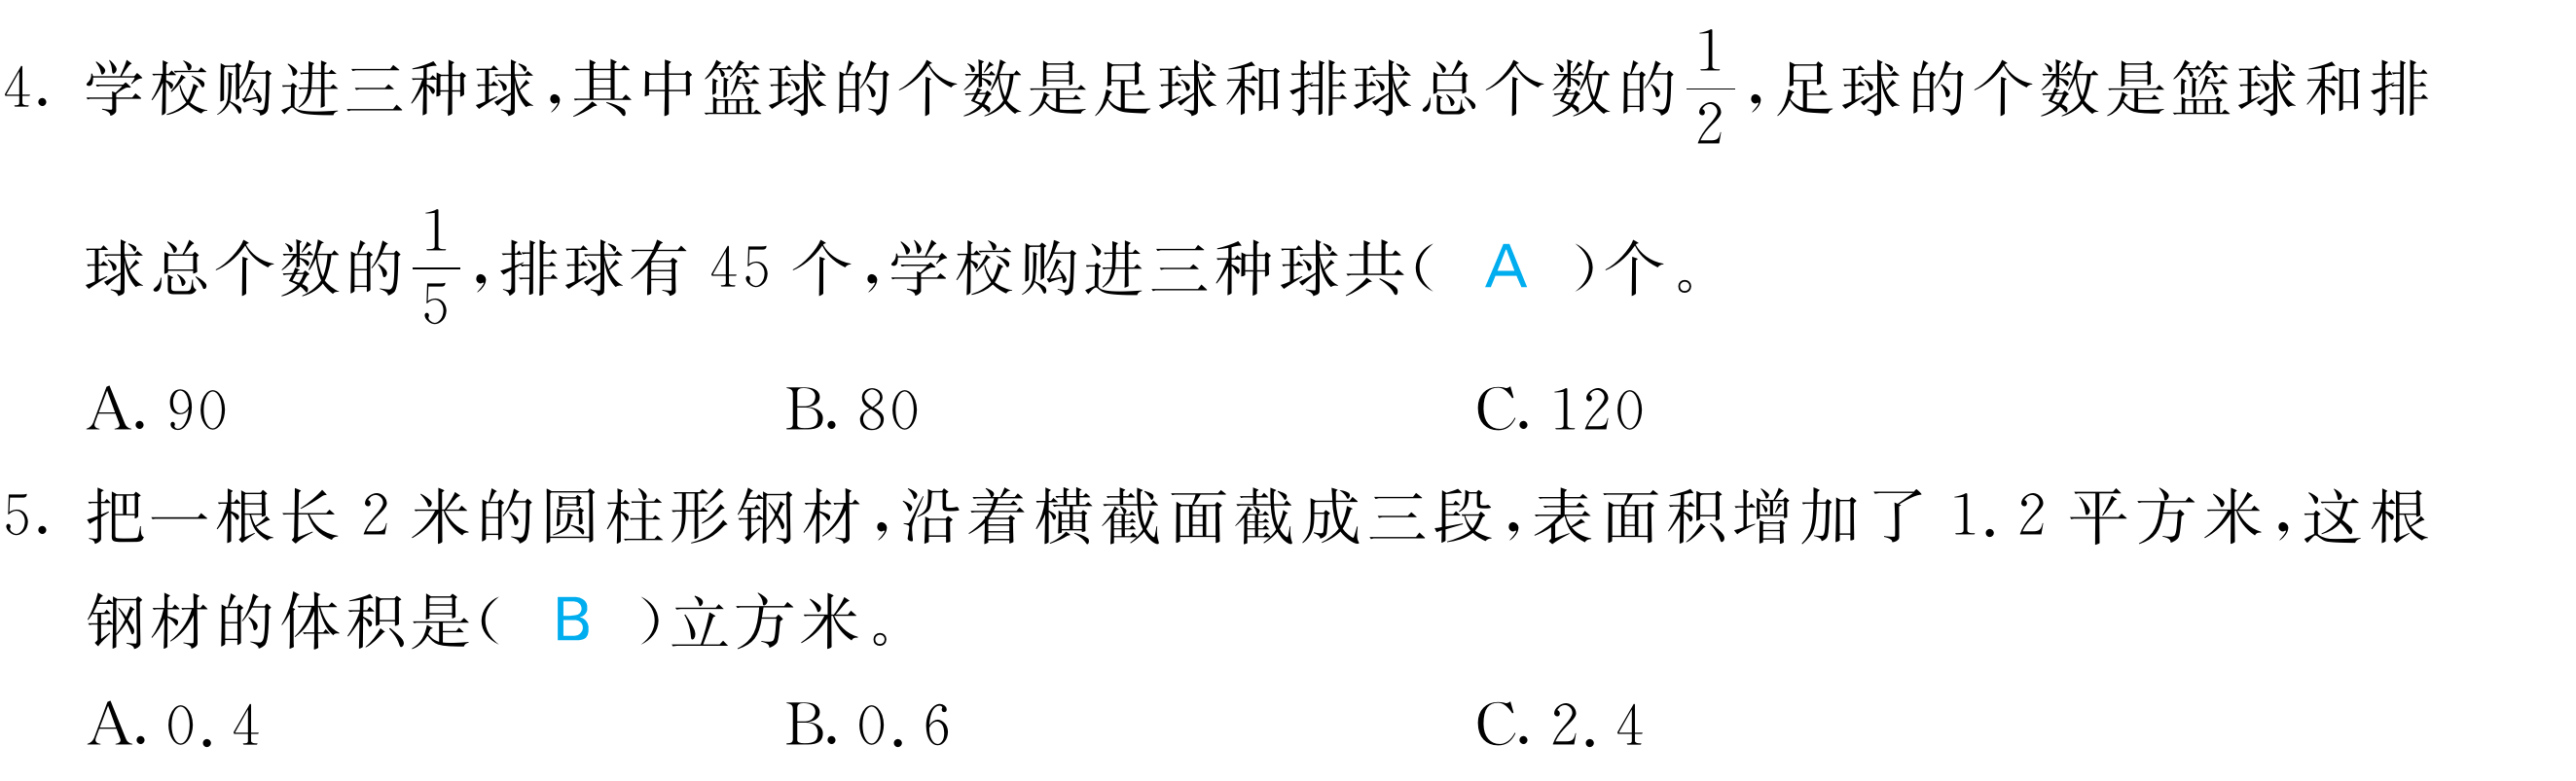 4. 学校购进三种球,其中篮球的个数是足球和排球总个数的1/2,足球的个数是篮球和排
球总个数的1/5,排球有 45 个,学校购进三种球共( A )个。
A. 90 B. 80 C. 120
5. 把一根长 2 米的圆柱形钢材,沿着横截面截成三段,表面积增加了 1.2 平方米,这根
钢材的体积是( B )立方米。
A. 0.4 B. 0.6 C. 2.4